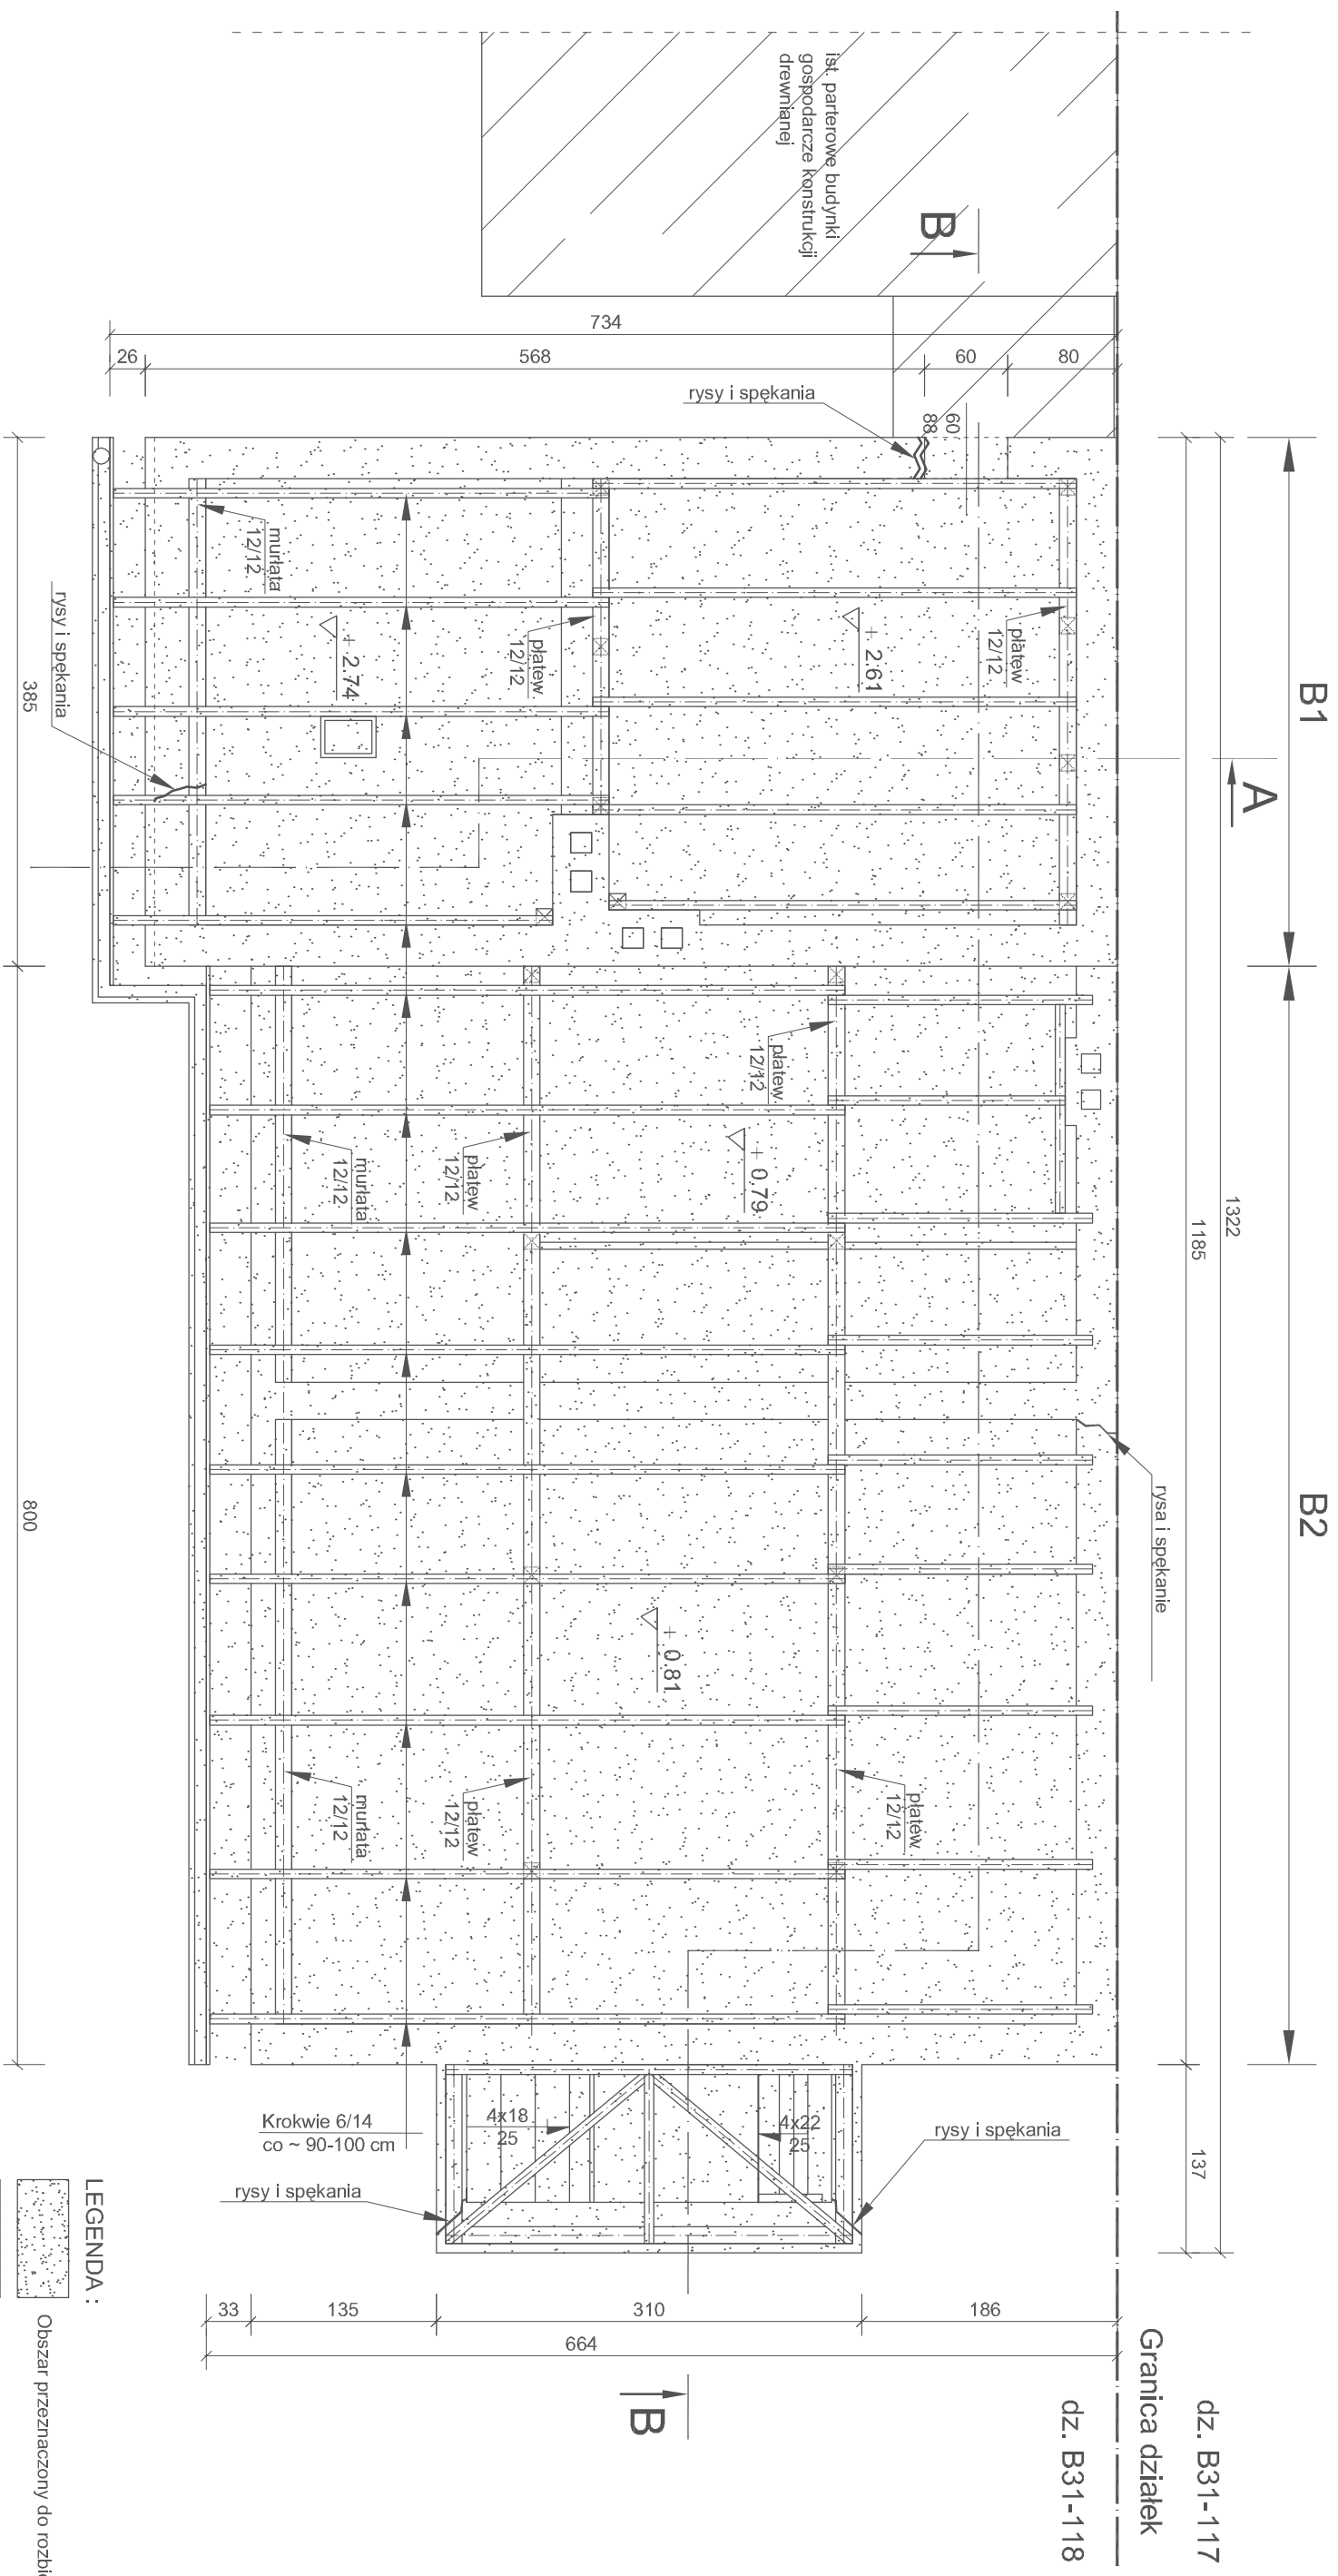 B1
B2
A
1322
1185
137
ist. parterowe budynki
gospodarcze konstrukcji
drewnianej
B
734
26
568
60
80
60
88
rysy i spękania
murłata
12/12
płatew
12/12
płatew
12/12
+ 2.74
+ 2.61
rysy i spękania
385
800
płatew
12/12
murłata
12/12
płatew
12/12
+ 0.79
rysa i spękanie
+ 0.81
murłata
12/12
płatew
12/12
płatew
12/12
Krokwie 6/14
co ~ 90-100 cm
4x18
25
4x22
25
rysy i spękania
rysy i spękania
33
135
310
186
664
B
Granica działek
dz. B31-117
dz. B31-118
LEGENDA :
Obszar przeznaczony do